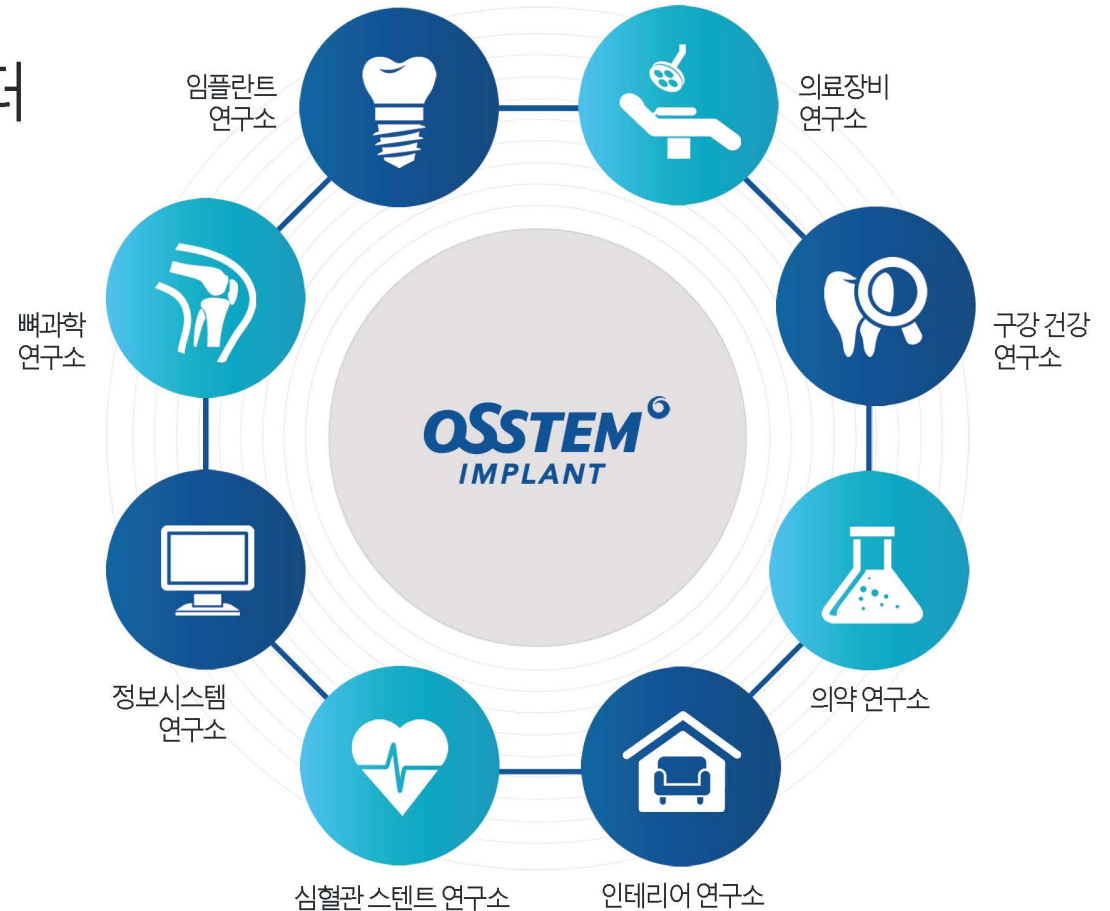 임플란트
연구소
의료장비
연구소
뼈과학
연구소
구강 건강
연구소
OSSTEM
IMPLANT
정보시스템
연구소
의약 연구소
심혈관 스텐트 연구소
인테리어 연구소